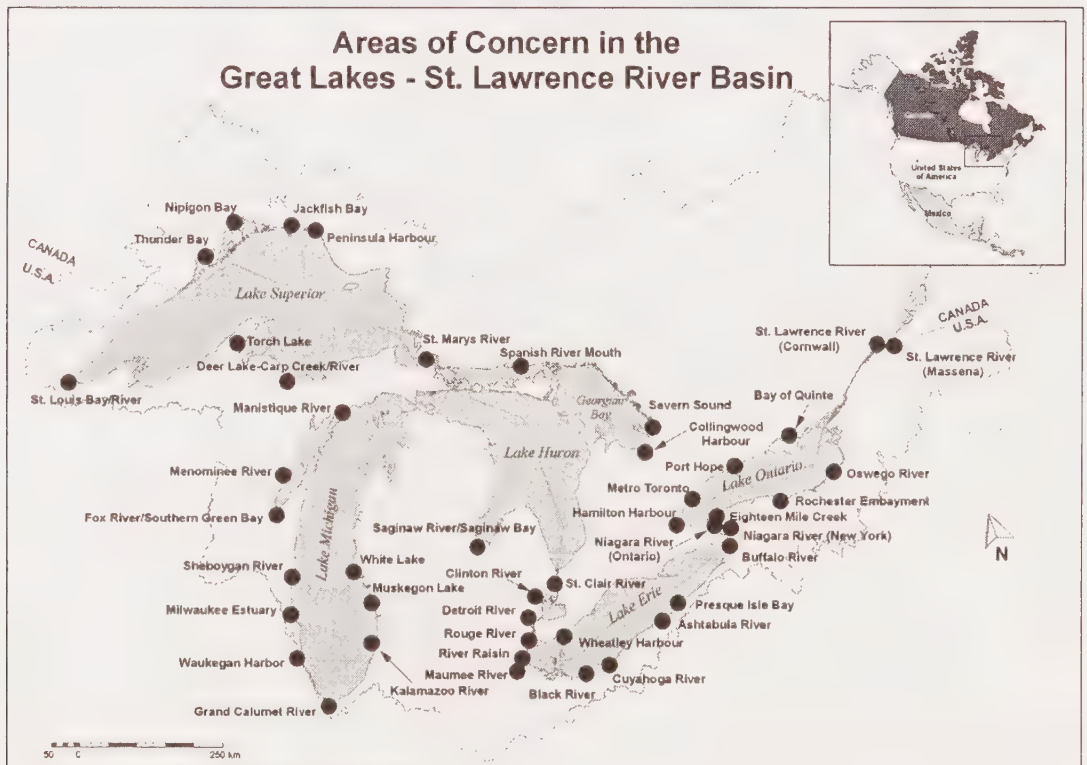 Areas of Concern in the
Great Lakes - St. Lawrence River Basin
United States
of America
Mexico
Nipigon Bay
Jackfish Bay
Thunder Bay
Peninsula Harbour
CANADA
U.S.A.
Lake Superior
CANADA
U.S.A.
St. Lawrence River
(Cornwall)
St. Lawrence River
(Massena)
Torch Lake
St. Marys River
Spanish River Mouth
Deer Lake-Carp Creek/River
St. Louis Bay/River
Manistique River
Georgian
Bay
Severn Sound
Bay of Quinte
Collingwood
Harbour
Lake Huron
Menominee River
Port Hope
Lake Ontario
Oswego River
Metro Toronto
Rochester Embayment
Fox River/Southern Green Bay
Hamilton Harbour
Eighteen Mile Creek
Saginaw River/Saginaw Bay
Niagara River
(Ontario)
Niagara River (New York)
Buffalo River
Lake Michigan
White Lake
Sheboygan River
Clinton River
St. Clair River
Muskegon Lake
Lake Erie
Presque Isle Bay
Milwaukee Estuary
Detroit River
Ashtabula River
Rouge River
Wheatley Harbour
Waukegan Harbor
River Raisin
Kalamazoo River
Maumee River
Cuyahoga River
Black River
Grand Calumet River
N
50 0 250 km